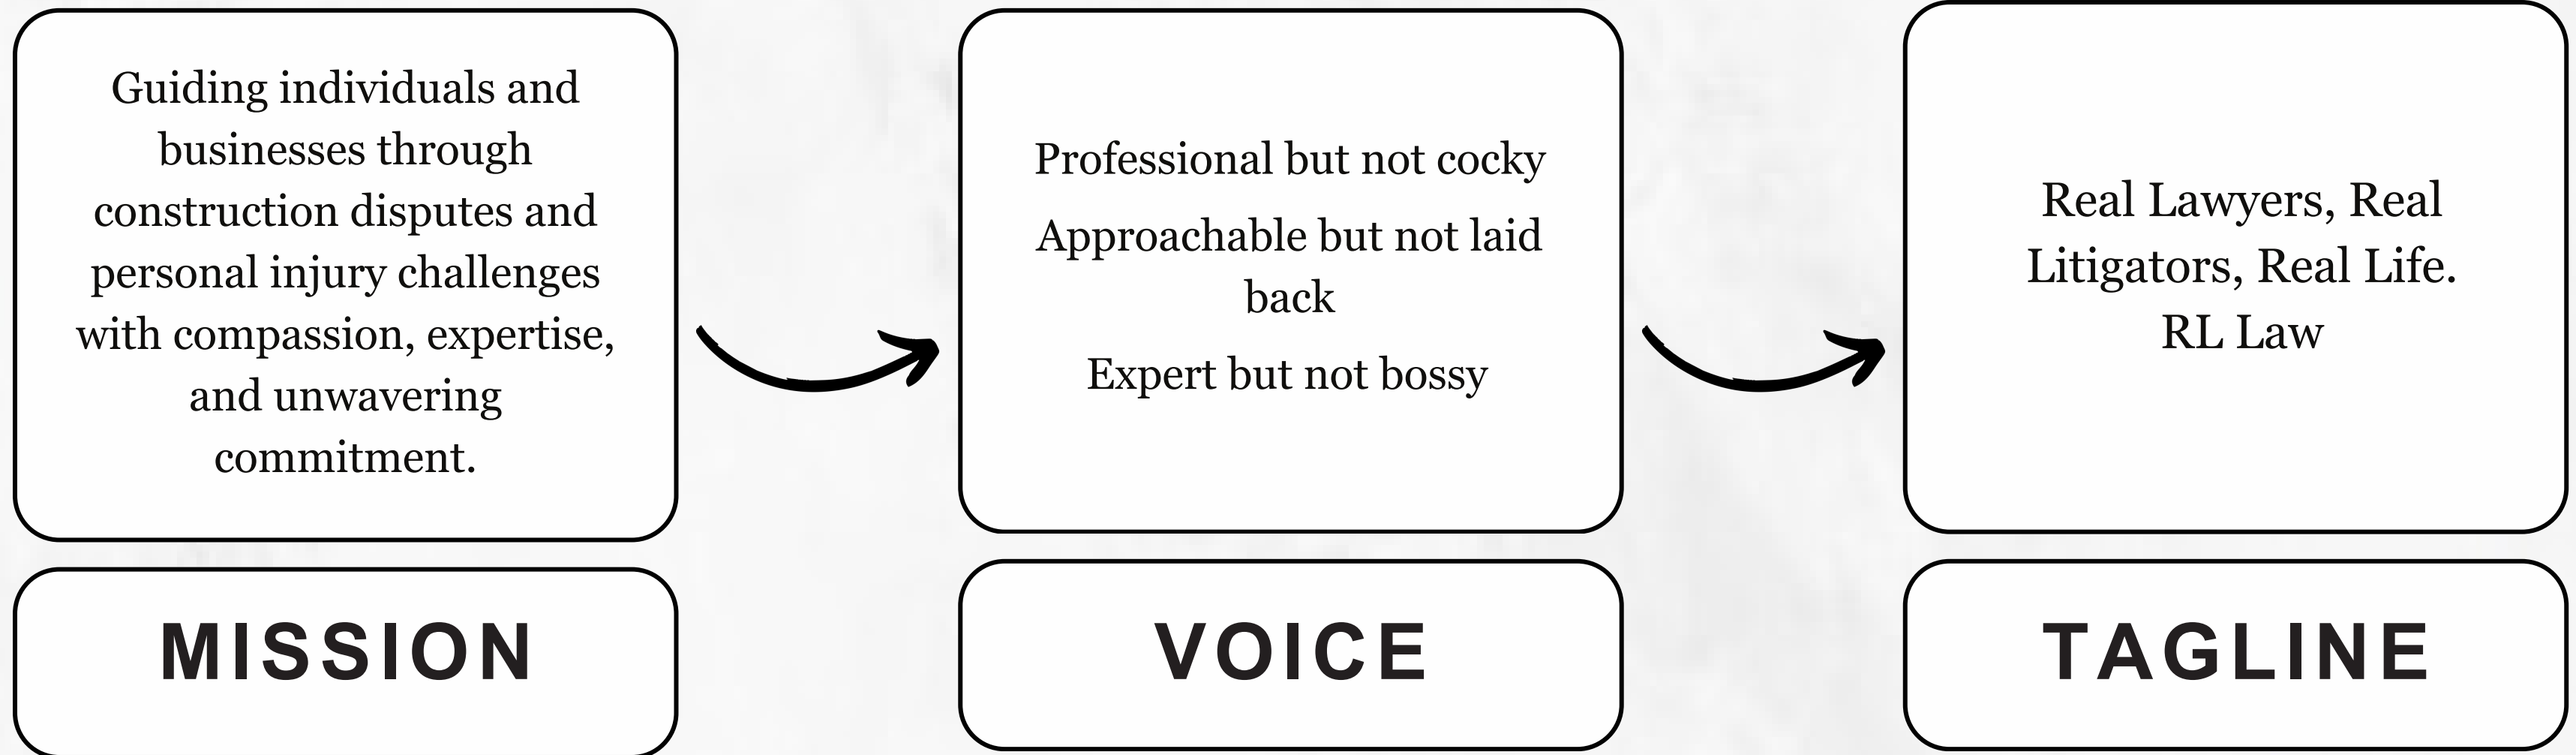 Guiding individuals and
businesses through
construction disputes and
personal injury challenges
with compassion, expertise,
and unwavering
commitment.
MISSION
Professional but not cocky
Approachable but not laid
back
Expert but not bossy
VOICE
Real Lawyers, Real
Litigators, Real Life.
RL Law
TAGLINE